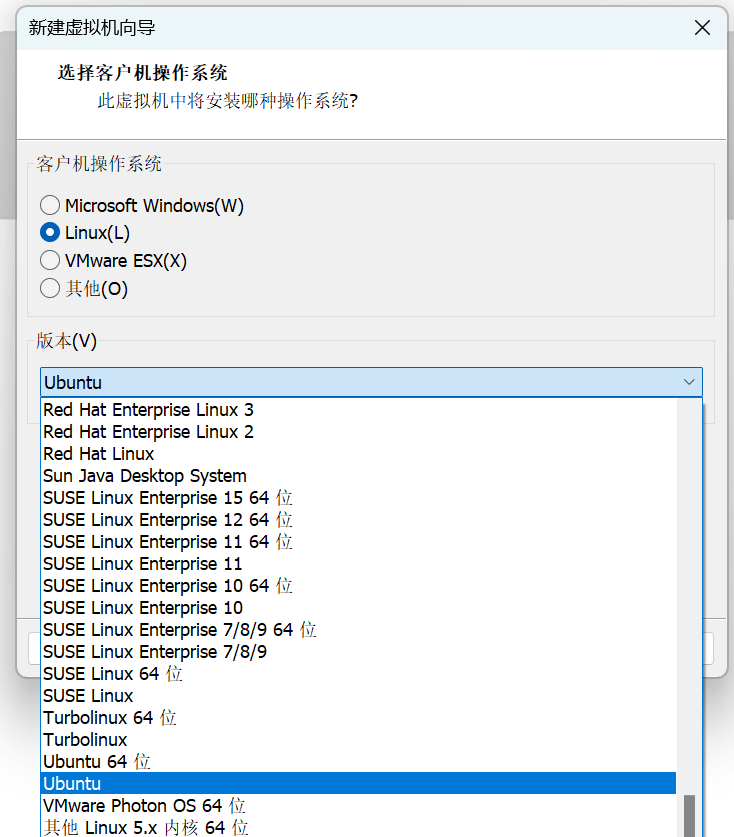 新建虚拟机向导
选择客户机操作系统
此虚拟机中将安装哪种操作系统?
客户机操作系统
Microsoft Windows(W)
Linux(L)
VMware ESX(X)
其他(O)
版本(V)
Ubuntu
Red Hat Enterprise Linux 3
Red Hat Enterprise Linux 2
Red Hat Linux
Sun Java Desktop System
SUSE Linux Enterprise 15 64 位
SUSE Linux Enterprise 12 64 位
SUSE Linux Enterprise 11 64 位
SUSE Linux Enterprise 11
SUSE Linux Enterprise 10 64 位
SUSE Linux Enterprise 10
SUSE Linux Enterprise 7/8/9 64 位
SUSE Linux Enterprise 7/8/9
SUSE Linux 64 位
SUSE Linux
Turbolinux 64 位
Turbolinux
Ubuntu 64 位
Ubuntu
VMware Photon OS 64 位
其他 Linux 5.x 内核 64 位